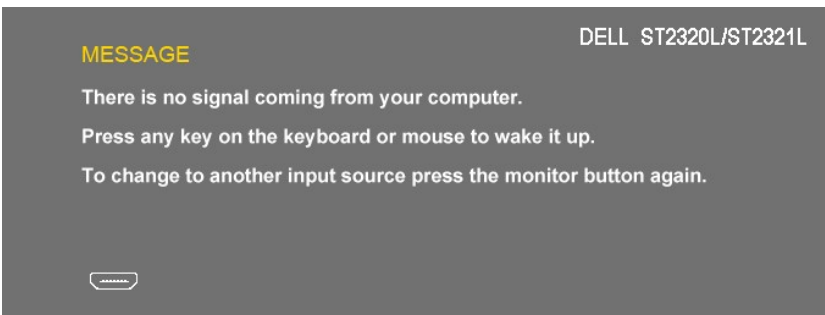 DELL ST2320L/ST2321L
MESSAGE
There is no signal coming from your computer.
Press any key on the keyboard or mouse to wake it up.
To change to another input source press the monitor button again.